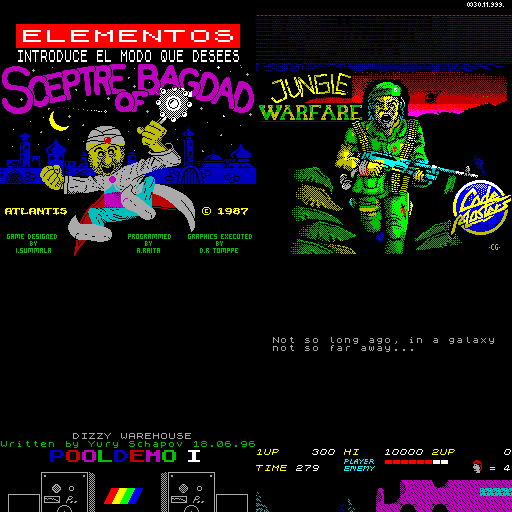 ELEMENTOS
INTRODUCE EL MODO QUE DESEES
SCEPTRE OF BAGDAD
ATLANTIS © 1987
GAME DESIGNED BY I.SUMMALA
PROGRAMMED BY A.RAITA
GRAPHICS EXECUTED BY D.R TOMPPE
0030.11.999.
JUNGLE
WARFARE
Code
Masters
-CG-
Not so long ago, in a galaxy
not so far away...
DIZZY WAREHOUSE
Written by Yury Schapov 18.06.96
POOLDEMO I
1UP 300 HI 10000 2UP 0
TIME 279 PLAYER
ENEMY = 4